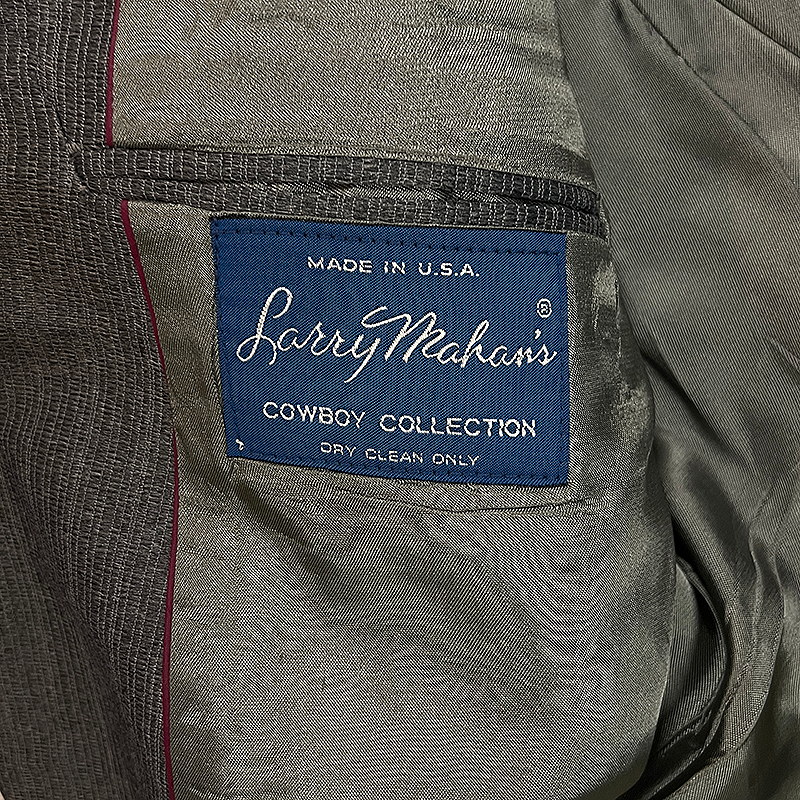 MADE IN U.S.A.
Larry Mahan's®
COWBOY COLLECTION
DRY CLEAN ONLY